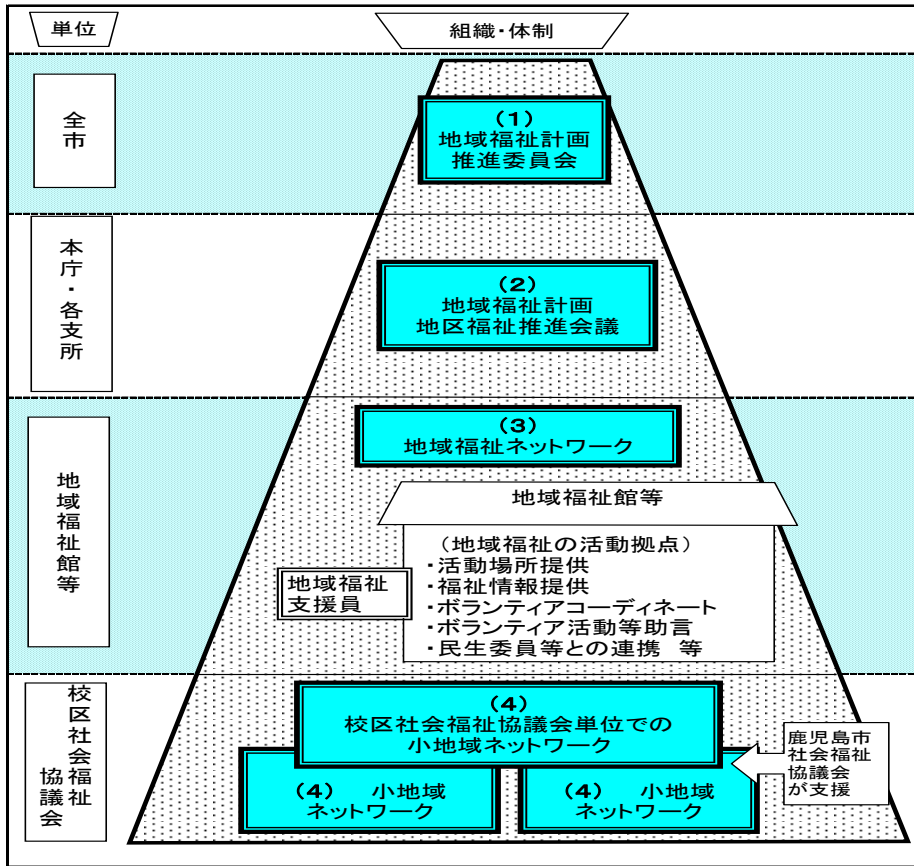 単位
組織・体制
全市
(1)
地域福祉計画
推進委員会
本庁・各支所
(2)
地域福祉計画
地区福祉推進会議
地域福祉館等
(3)
地域福祉ネットワーク
地域福祉館等
(地域福祉の活動拠点)
・活動場所提供
・福祉情報提供
・ボランティアコーディネート
・ボランティア活動等助言
・民生委員等との連携 等
地域福祉
支援員
校区社会福祉
協議会
(4)
校区社会福祉協議会単位での
小地域ネットワーク
(4) 小地域
ネットワーク
(4) 小地域
ネットワーク
鹿児島市
社会福祉
協議会
が支援